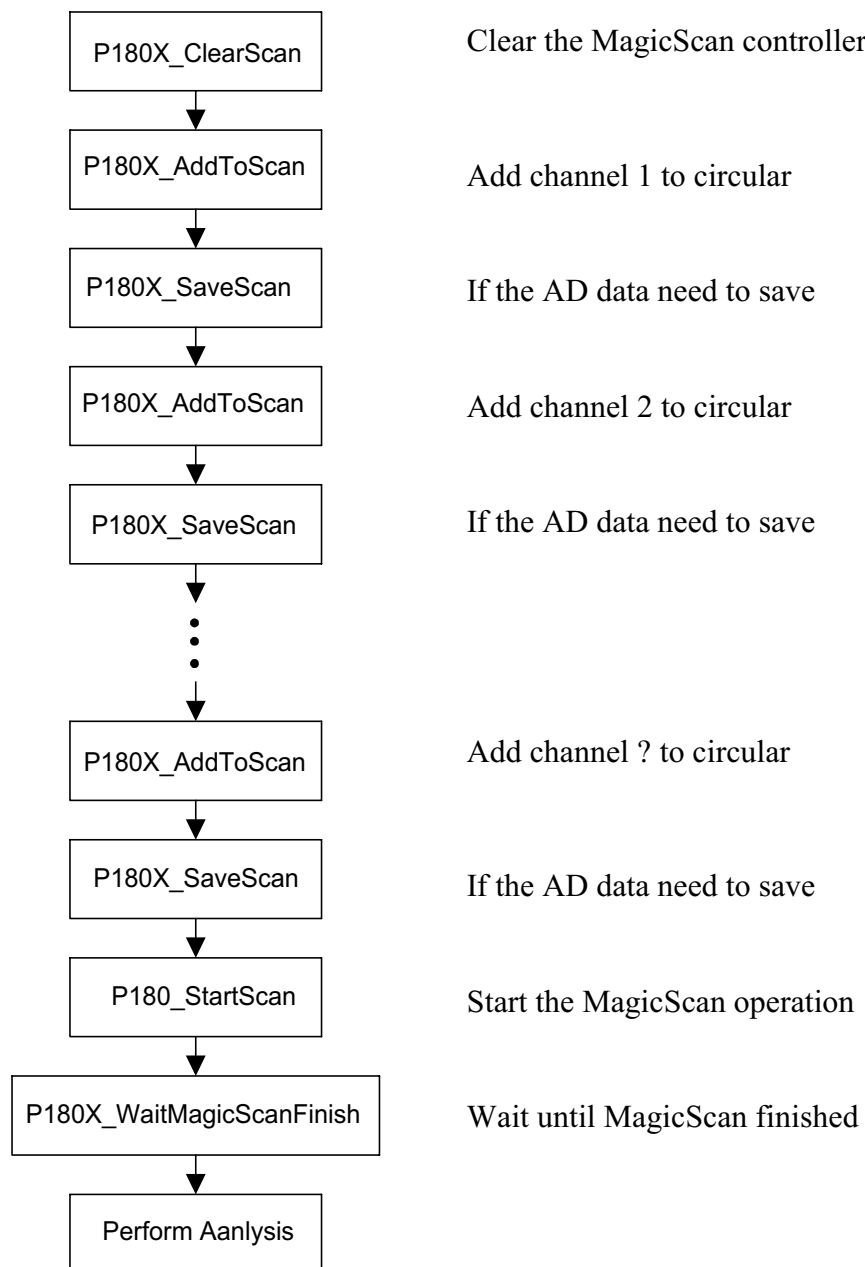 P180X_ClearScan Clear the MagicScan controller
P180X_AddToScan Add channel 1 to circular
P180X_SaveScan If the AD data need to save
P180X_AddToScan Add channel 2 to circular
P180X_SaveScan If the AD data need to save
P180X_AddToScan Add channel ? to circular
P180X_SaveScan If the AD data need to save
P180_StartScan Start the MagicScan operation
P180X_WaitMagicScanFinish Wait until MagicScan finished
Perform Aanlysis